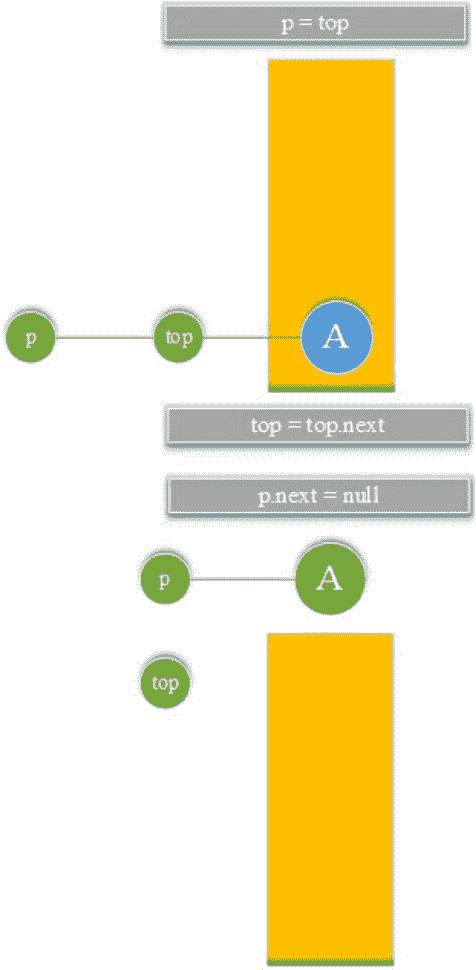 p = top
p
top
A
top = top.next
p.next = null
p
A
top